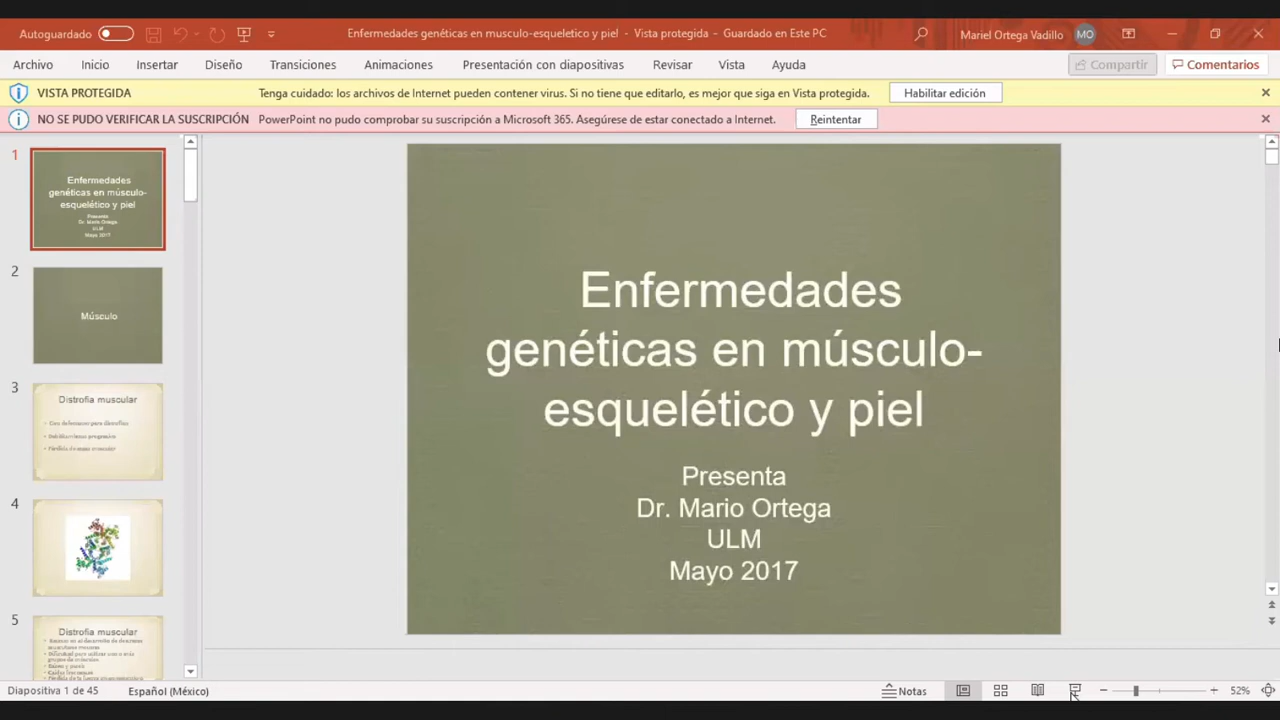 Autoguardado
Enfermedades genéticas en musculo-esqueletico y piel - Vista protegida - Guardado en Este PC
Mariel Ortega Vadillo MO
Archivo Inicio Insertar Diseño Transiciones Animaciones Presentación con diapositivas Revisar Vista Ayuda
Compartir
Comentarios
VISTA PROTEGIDA Tenga cuidado: los archivos de Internet pueden contener virus. Si no tiene que editarlo, es mejor que siga en Vista protegida. Habilitar edición
NO SE PUDO VERIFICAR LA SUSCRIPCIÓN PowerPoint no pudo comprobar su suscripción a Microsoft 365. Asegúrese de estar conectado a Internet. Reintentar
1
Enfermedades
genéticas en músculo-
esquelético y piel
Presenta
Dr. Mario Ortega
ULM
Mayo 2017
2
Músculo
3
Distrofia muscular
4
5
Distrofia muscular
Enfermedades
genéticas en músculo-
esquelético y piel
Presenta
Dr. Mario Ortega
ULM
Mayo 2017
Diapositiva 1 de 45 Español (México) Notas 52%